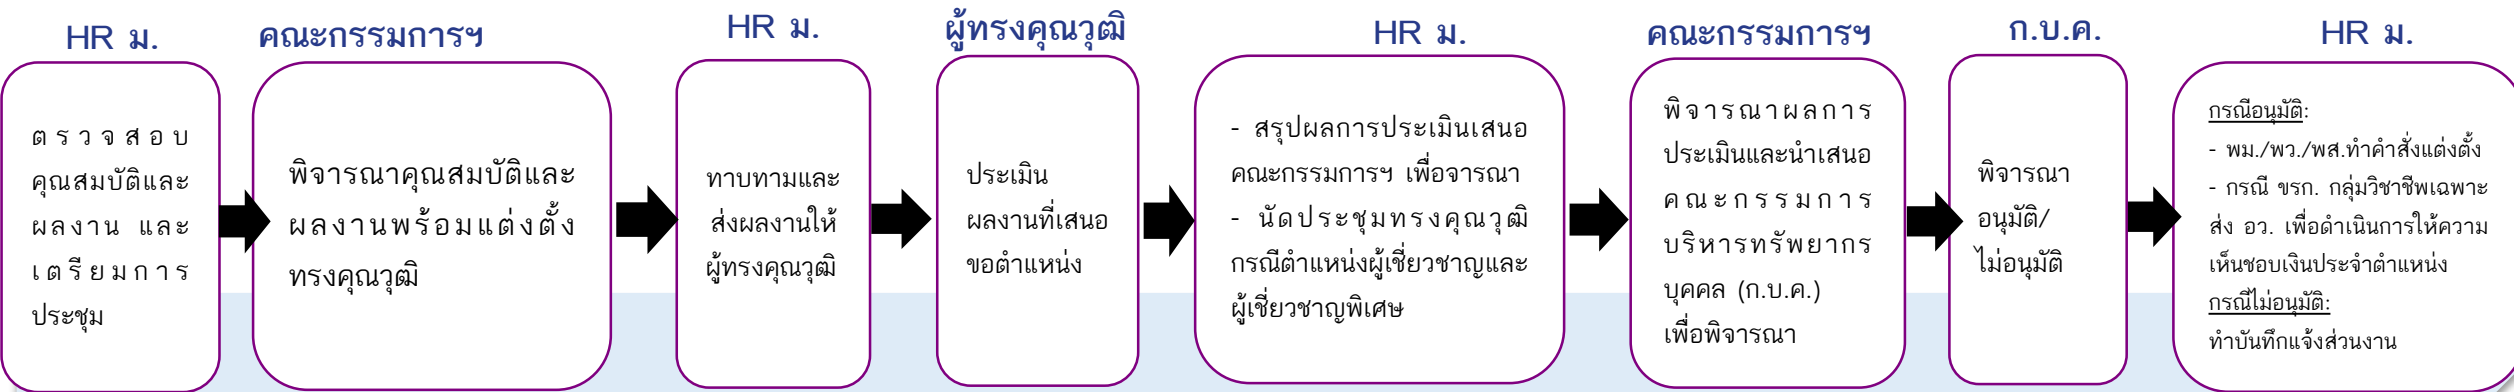 HR ม.
ตรวจสอบ
คุณสมบัติและ
ผลงาน และ
เตรียมการ
ประชุม
คณะกรรมการฯ
พิจารณาคุณสมบัติและ
ผลงานพร้อมแต่งตั้ง
ทรงคุณวุฒิ
HR ม.
ทาบทามและ
ส่งผลงานให้
ผู้ทรงคุณวุฒิ
ผู้ทรงคุณวุฒิ
ประเมิน
ผลงานที่เสนอ
ขอตำแหน่ง
HR ม.
- สรุปผลการประเมินเสนอ
คณะกรรมการฯ เพื่อจารณา
- นัดประชุมทรงคุณวุฒิ
กรณีตำแหน่งผู้เชี่ยวชาญและ
ผู้เชี่ยวชาญพิเศษ
คณะกรรมการฯ
พิจารณาผลการ
ประเมินและนำเสนอ
คณะกรรมการ
บริหารทรัพยากร
บุคคล (ก.บ.ค.)
เพื่อพิจารณา
ก.บ.ค.
พิจารณา
อนุมัติ/
ไม่อนุมัติ
HR ม.
กรณีอนุมัติ:
- พม./พว./พส.ทำคำสั่งแต่งตั้ง
- กรณี ขรก. กลุ่มวิชาชีพเฉพาะ
ส่ง อว. เพื่อดำเนินการให้ความ
เห็นชอบเงินประจำตำแหน่ง
กรณีไม่อนุมัติ:
ทำบันทึกแจ้งส่วนงาน